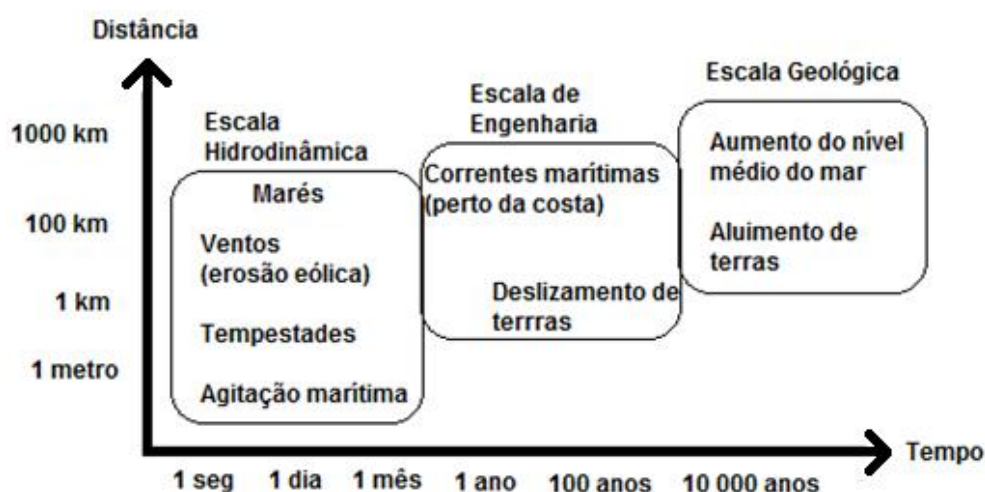 Distância
1000 km
100 km
1 km
1 metro
Escala
Hidrodinâmica
Marés
Ventos
(erosão eólica)
Tempestades
Agitação marítima
Escala de
Engenharia
Correntes marítimas
(perto da costa)
Deslizamento de
terrras
Escala Geológica
Aumento do nível
médio do mar
Aluimento de
terras
Tempo
1 seg 1 dia 1 mês 1 ano 100 anos 10 000 anos